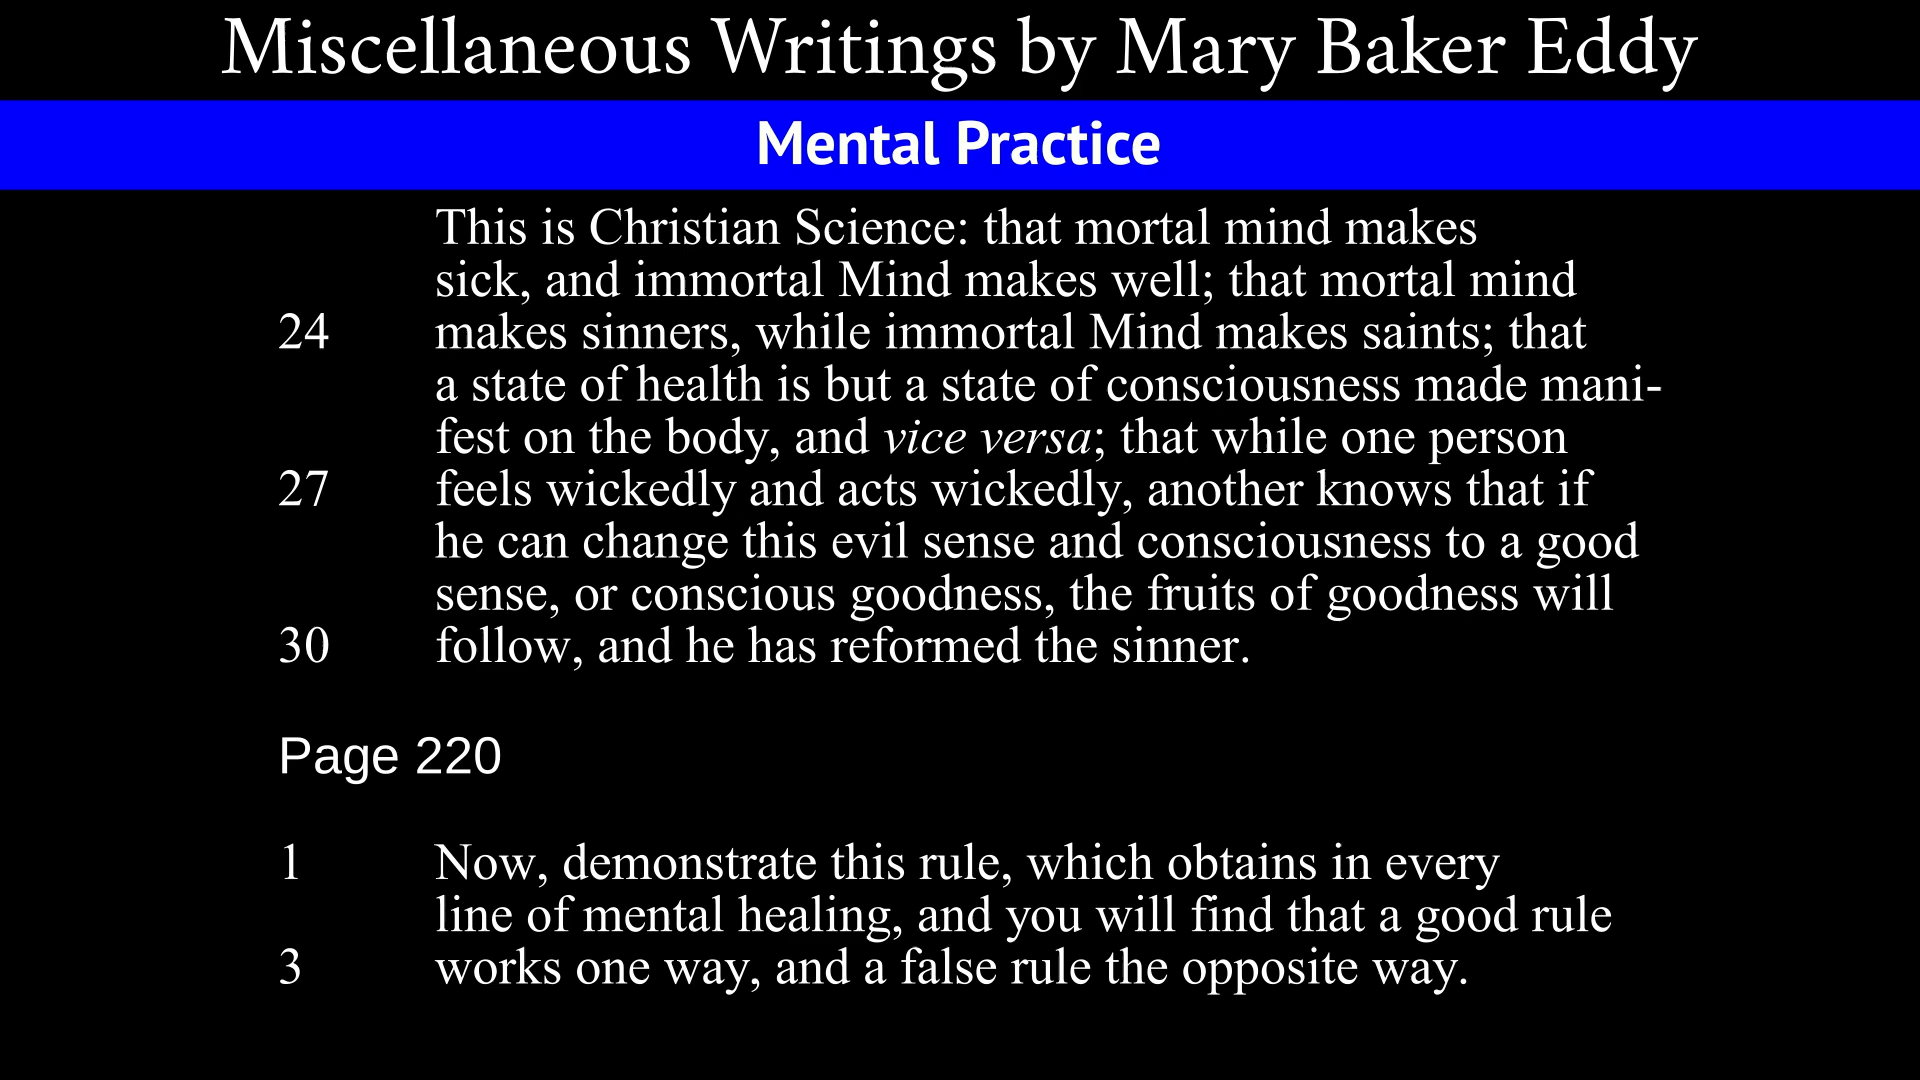 Miscellaneous Writings by Mary Baker Eddy
Mental Practice
This is Christian Science: that mortal mind makes
sick, and immortal Mind makes well; that mortal mind
24 makes sinners, while immortal Mind makes saints; that
a state of health is but a state of consciousness made mani-
fest on the body, and vice versa; that while one person
27 feels wickedly and acts wickedly, another knows that if
he can change this evil sense and consciousness to a good
sense, or conscious goodness, the fruits of goodness will
30 follow, and he has reformed the sinner.
Page 220
1 Now, demonstrate this rule, which obtains in every
line of mental healing, and you will find that a good rule
3 works one way, and a false rule the opposite way.